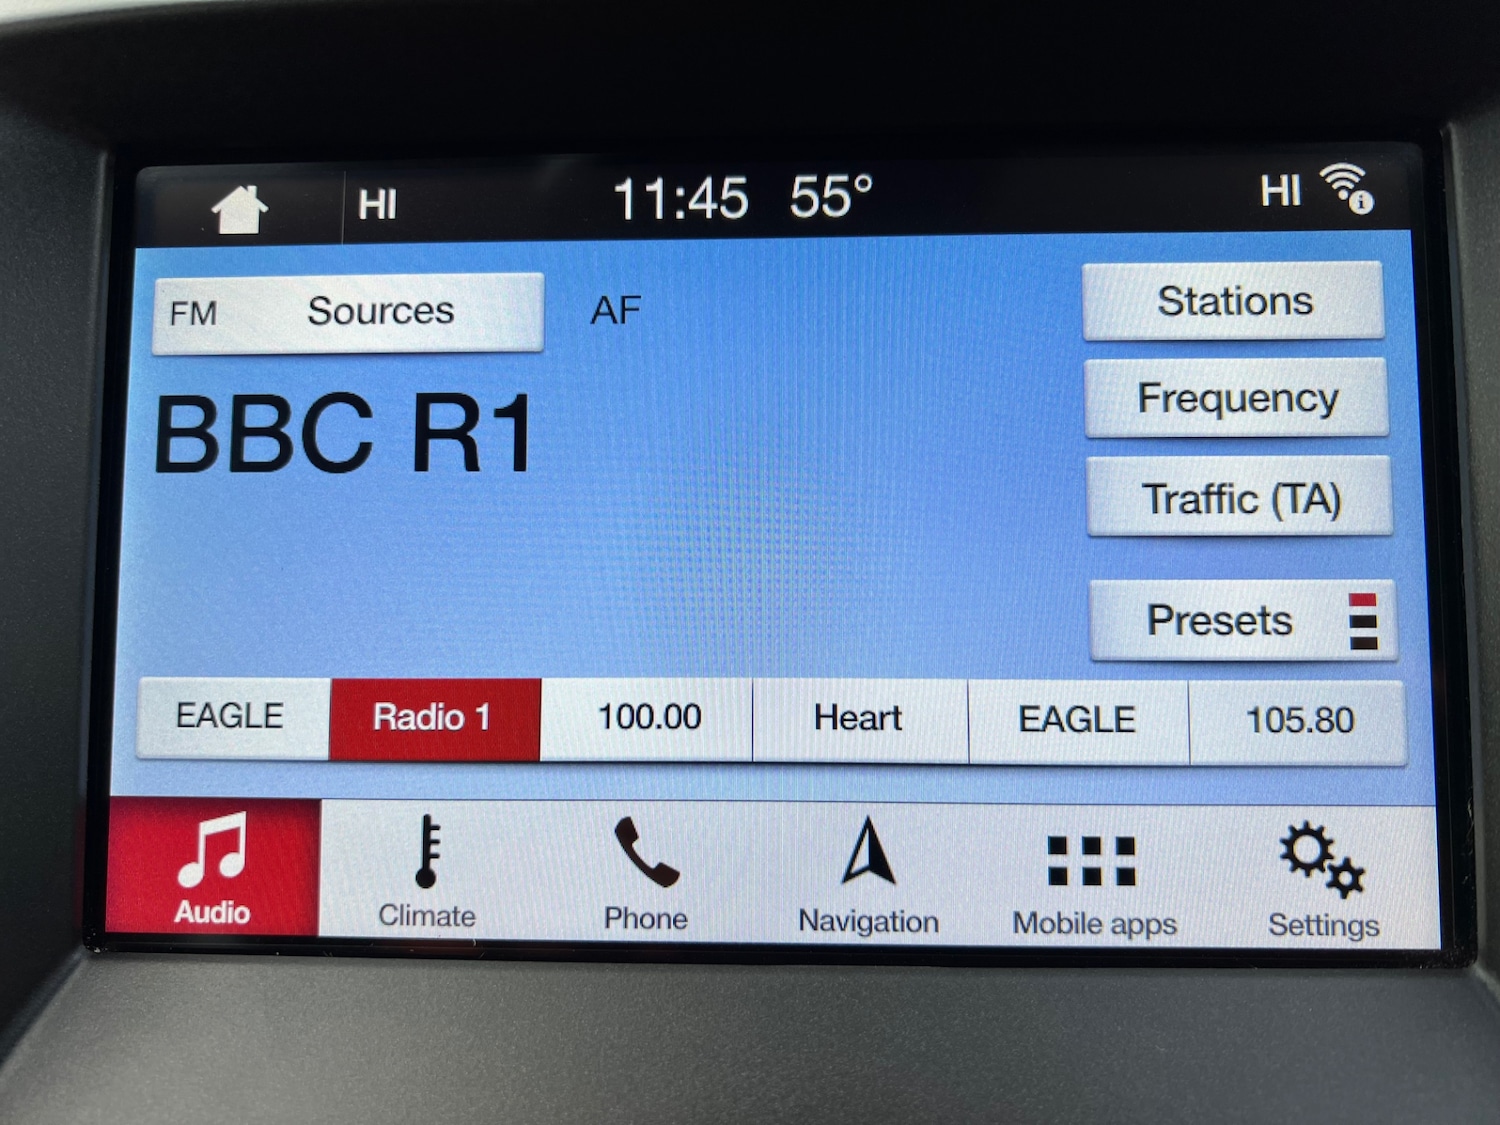 HI 11:45 55° HI
FM Sources AF Stations
BBC R1 Frequency
Traffic (TA)
Presets
EAGLE Radio 1 100.00 Heart EAGLE 105.80
Audio Climate Phone Navigation Mobile apps Settings